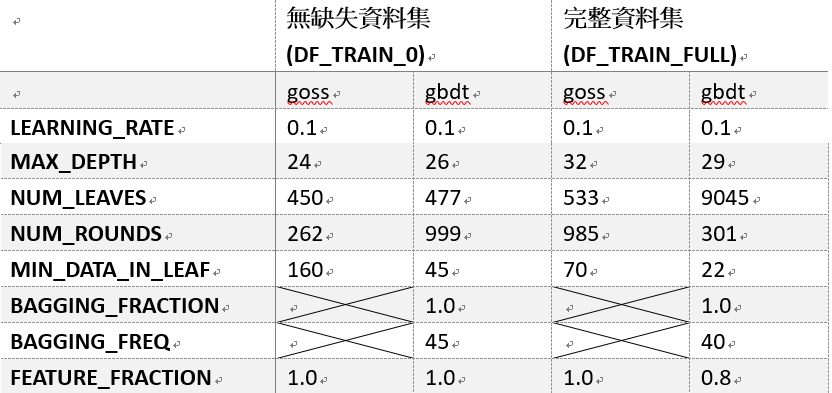 無缺失資料集 完整資料集
(DF_TRAIN_0) (DF_TRAIN_FULL)
goss gbdt goss gbdt
LEARNING_RATE 0.1 0.1 0.1 0.1
MAX_DEPTH 24 26 32 29
NUM_LEAVES 450 477 533 9045
NUM_ROUNDS 262 999 985 301
MIN_DATA_IN_LEAF 160 45 70 22
BAGGING_FRACTION 1.0 1.0
BAGGING_FREQ 45 40
FEATURE_FRACTION 1.0 1.0 1.0 0.8